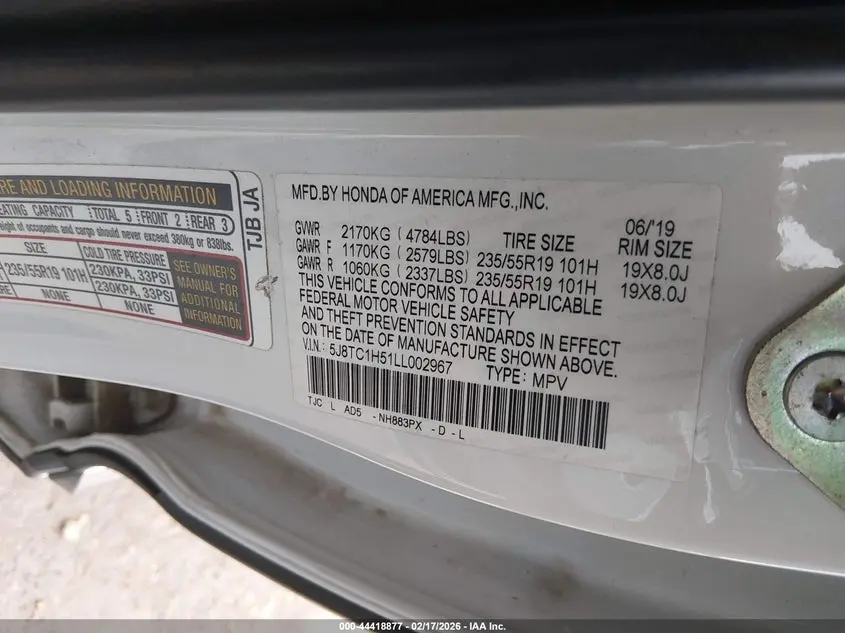 RE AND LOADING INFORMATION
EATING CAPACITY TOTAL 5 FRONT 2 REAR 3
eight of occupants and cargo should never exceed 380kg or 838lbs.
SIZE COLD TIRE PRESSURE
235/55R19 101H 230KPA, 33PSI
235/55R19 101H 230KPA, 33PSI
NONE NONE
SEE OWNER'S
MANUAL FOR
ADDITIONAL
INFORMATION
TJB JA
MFD.BY HONDA OF AMERICA MFG.,INC.
06/'19
GVWR 2170KG (4784LBS) TIRE SIZE RIM SIZE
GAWR F 1170KG (2579LBS) 235/55R19 101H 19X8.0J
GAWR R 1060KG (2337LBS) 235/55R19 101H 19X8.0J
THIS VEHICLE CONFORMS TO ALL APPLICABLE
FEDERAL MOTOR VEHICLE SAFETY
AND THEFT PREVENTION STANDARDS IN EFFECT
ON THE DATE OF MANUFACTURE SHOWN ABOVE.
V.I.N.: 5J8TC1H51LL002967 TYPE: MPV
TJC L AD5 -NH883PX -D-L
000-44418877 - 02/17/2026 - IAA Inc.